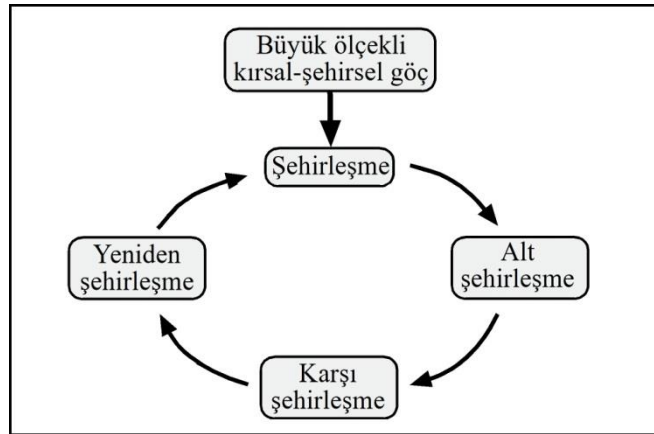 Büyük ölçekli
kırsal-şehirsel göç
Şehirleşme
Alt
şehirleşme
Karşı
şehirleşme
Yeniden
şehirleşme